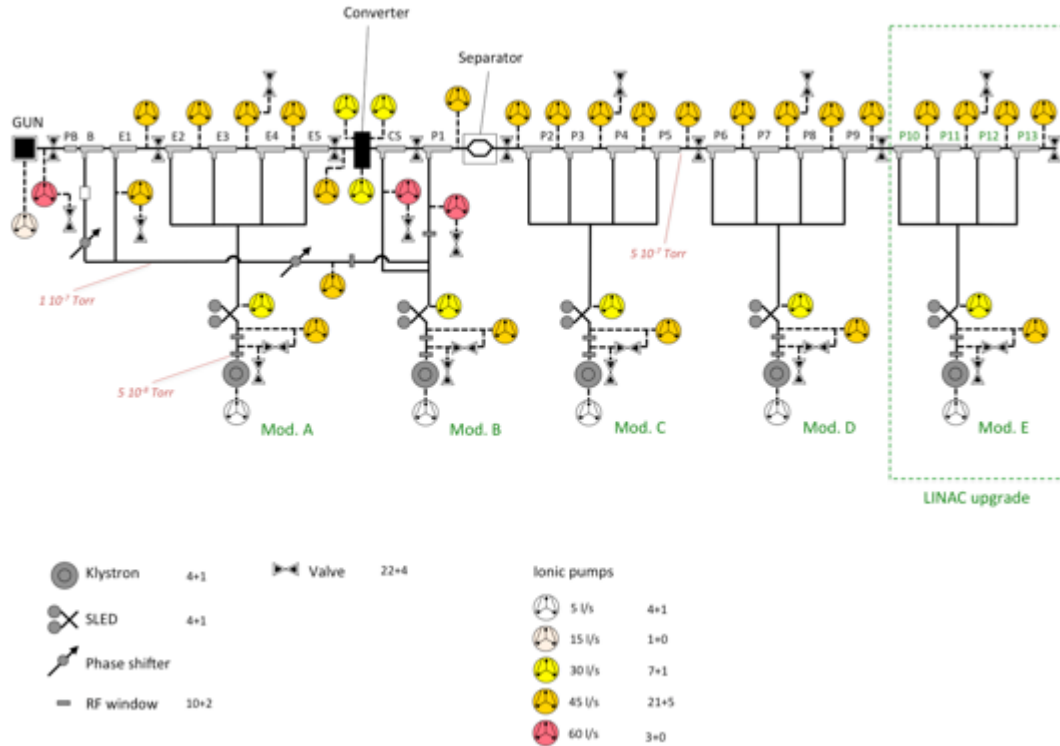 Converter
Separator
GUN
PB B E1 E2 E3 E4 E5 CS P1 P2 P3 P4 P5 P6 P7 P8 P9 P10 P11 P12 P13
1 10⁻⁷ Torr
5 10⁻⁷ Torr
5 10⁻⁸ Torr
Mod. A Mod. B Mod. C Mod. D Mod. E
LINAC upgrade
Klystron 4+1
SLED 4+1
Phase shifter
RF window 10+2
Valve 22+4
Ionic pumps
5 l/s 4+1
15 l/s 1+0
30 l/s 7+1
45 l/s 21+5
60 l/s 3+0